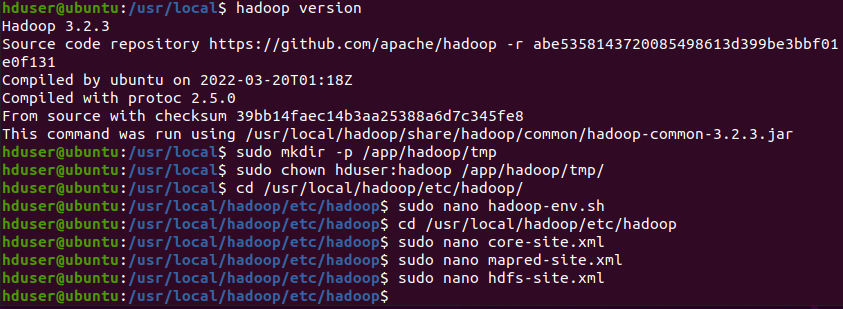 hduser@ubuntu:/usr/local$ hadoop version
Hadoop 3.2.3
Source code repository https://github.com/apache/hadoop -r abe5358143720085498613d399be3bbf01
e0f131
Compiled by ubuntu on 2022-03-20T01:18Z
Compiled with protoc 2.5.0
From source with checksum 39bb14faec14b3aa25388a6d7c345fe8
This command was run using /usr/local/hadoop/share/hadoop/common/hadoop-common-3.2.3.jar
hduser@ubuntu:/usr/local$ sudo mkdir -p /app/hadoop/tmp
hduser@ubuntu:/usr/local$ sudo chown hduser:hadoop /app/hadoop/tmp/
hduser@ubuntu:/usr/local$ cd /usr/local/hadoop/etc/hadoop/
hduser@ubuntu:/usr/local/hadoop/etc/hadoop$ sudo nano hadoop-env.sh
hduser@ubuntu:/usr/local/hadoop/etc/hadoop$ cd /usr/local/hadoop/etc/hadoop
hduser@ubuntu:/usr/local/hadoop/etc/hadoop$ sudo nano core-site.xml
hduser@ubuntu:/usr/local/hadoop/etc/hadoop$ sudo nano mapred-site.xml
hduser@ubuntu:/usr/local/hadoop/etc/hadoop$ sudo nano hdfs-site.xml
hduser@ubuntu:/usr/local/hadoop/etc/hadoop$